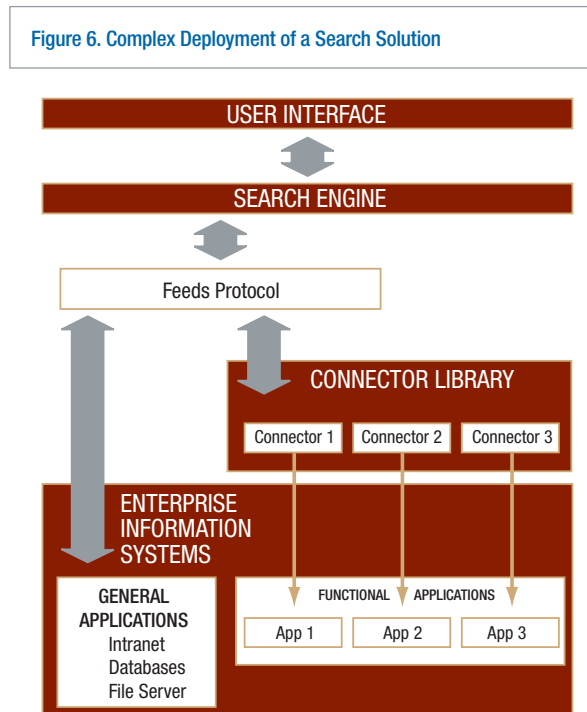 Figure 6. Complex Deployment of a Search Solution
USER INTERFACE
SEARCH ENGINE
Feeds Protocol
CONNECTOR LIBRARY
Connector 1
Connector 2
Connector 3
ENTERPRISE
INFORMATION
SYSTEMS
GENERAL
APPLICATIONS
Intranet
Databases
File Server
FUNCTIONAL APPLICATIONS
App 1
App 2
App 3